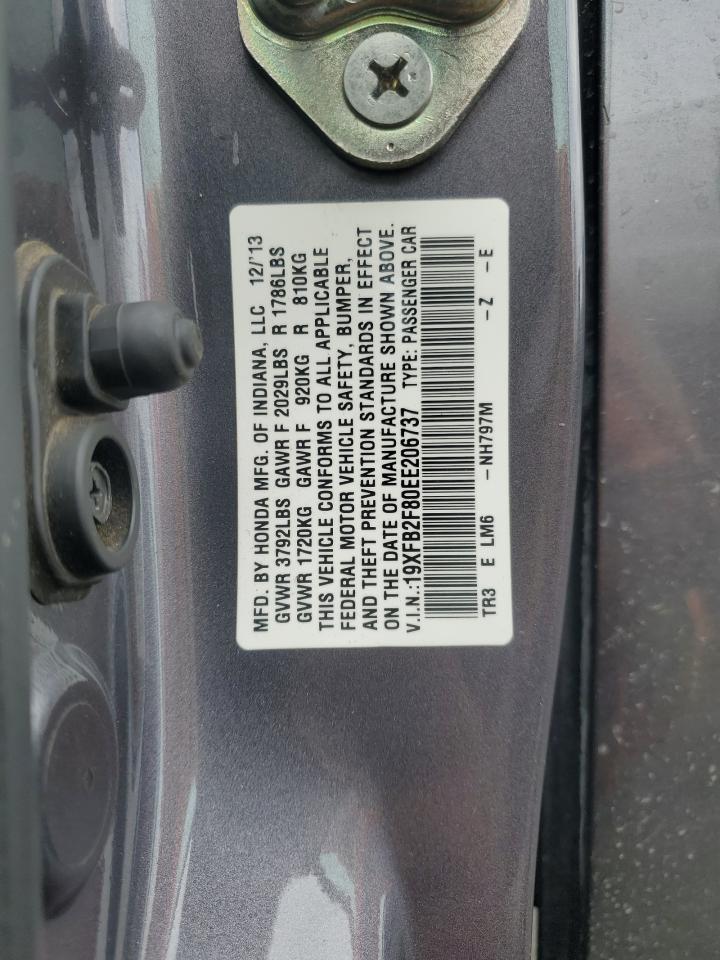 MFD. BY HONDA MFG. OF INDIANA, LLC 12/'13
GVWR 3792LBS GAWR F 2029LBS R 1786LBS
GVWR 1720KG GAWR F 920KG R 810KG
THIS VEHICLE CONFORMS TO ALL APPLICABLE
FEDERAL MOTOR VEHICLE SAFETY, BUMPER,
AND THEFT PREVENTION STANDARDS IN EFFECT
ON THE DATE OF MANUFACTURE SHOWN ABOVE.
V.I.N.:19XFB2F80EE206737 TYPE: PASSENGER CAR
TR3 E LM6 -NH797M -Z -E